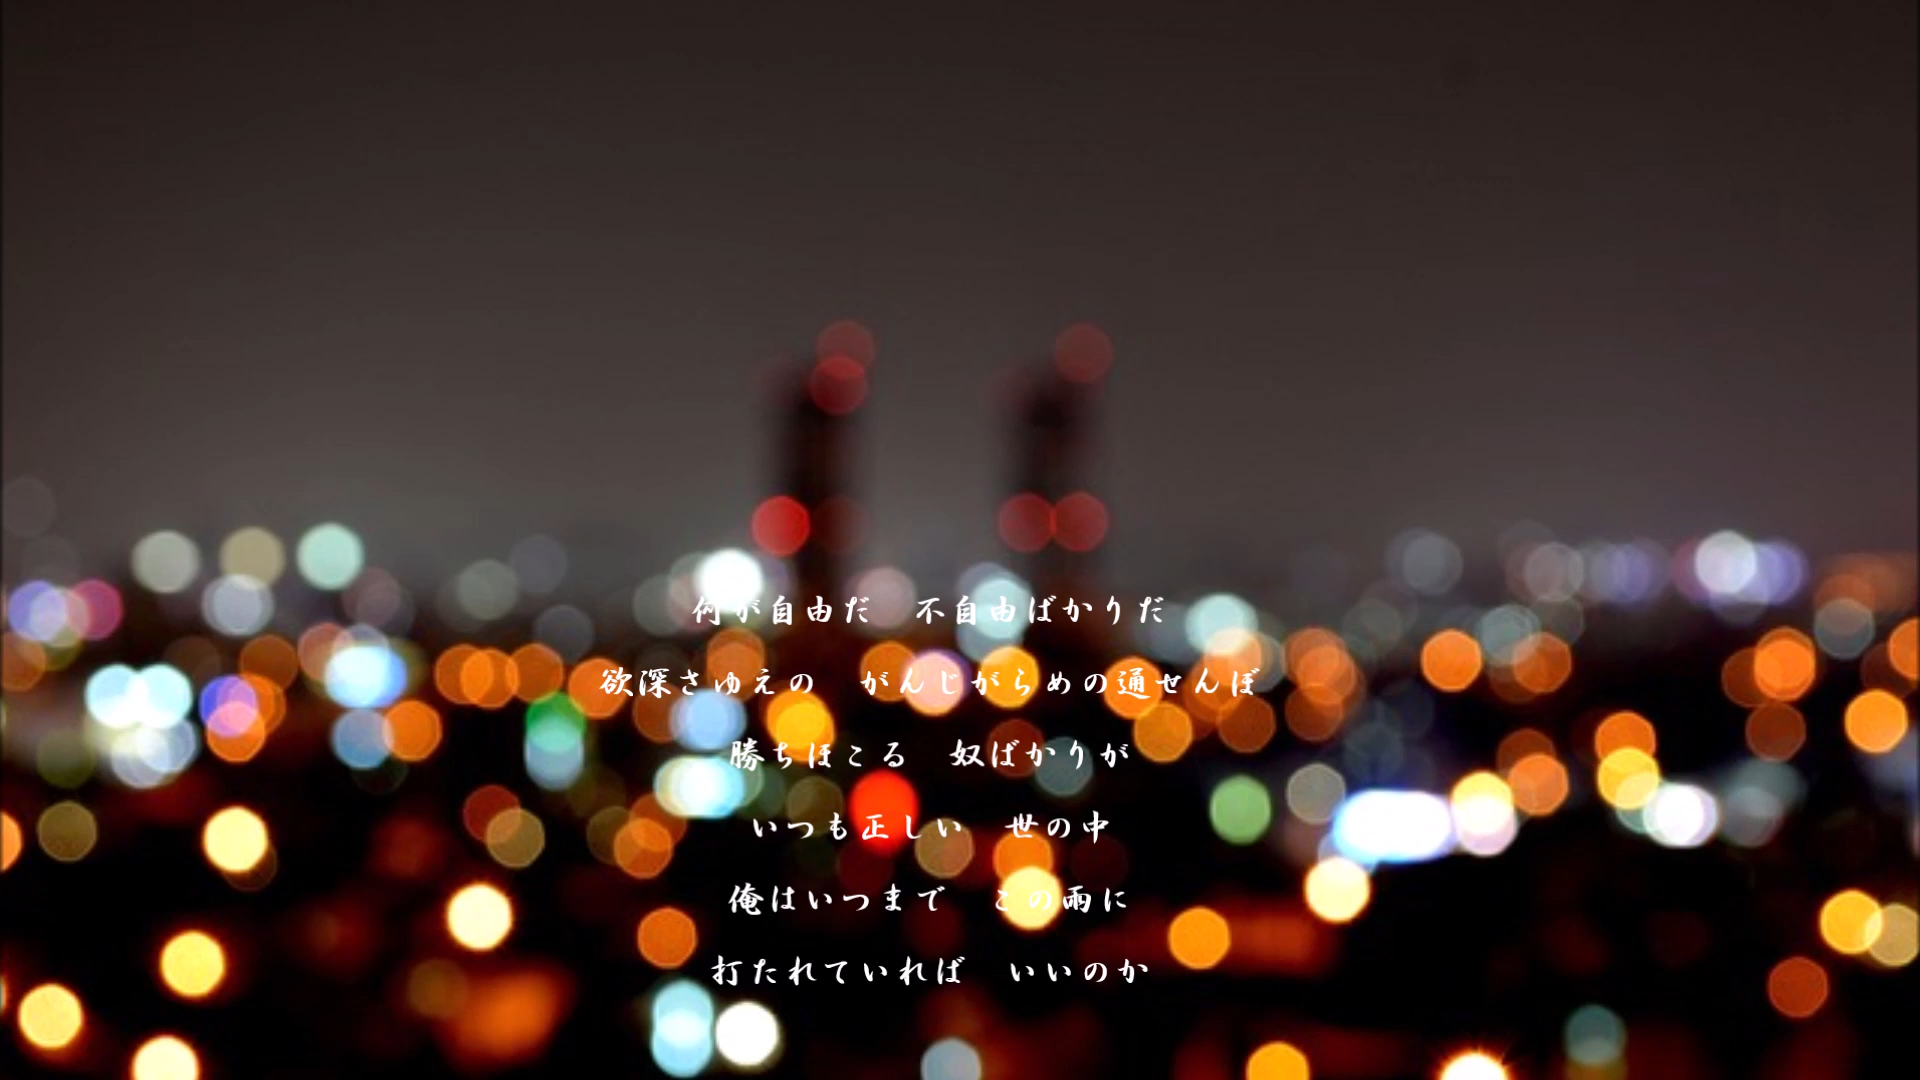 何が自由だ　不自由ばかりだ
欲深さゆえの　がんじがらめの通せんぼ
勝ちほこる　奴ばかりが
いつも正しい　世の中
俺はいつまで　この雨に
打たれていれば　いいのか